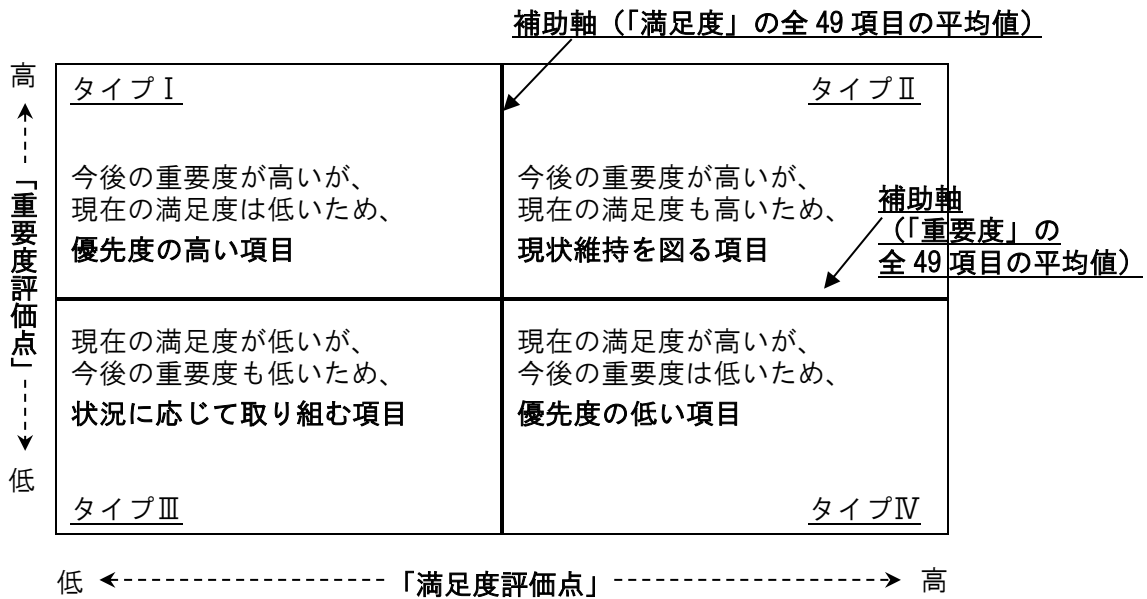 補助軸（「満足度」の全 49 項目の平均値）
高
タイプⅠ
タイプⅡ
今後の重要度が高いが、
現在の満足度は低いため、
優先度の高い項目
今後の重要度が高いが、
現在の満足度も高いため、
現状維持を図る項目
補助軸
（「重要度」の
全 49 項目の平均値）
「重要度評価点」
現在の満足度が低いが、
今後の重要度も低いため、
状況に応じて取り組む項目
現在の満足度が高いが、
今後の重要度は低いため、
優先度の低い項目
低
タイプⅢ
タイプⅣ
低
「満足度評価点」
高